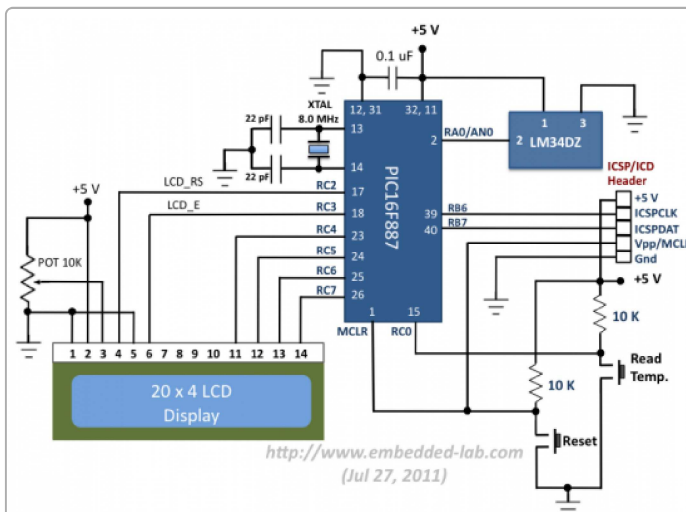 +5 V
0.1 uF
12, 31
32, 11
XTAL
8.0 MHz
22 pF
22 pF
13
14
2
RA0/AN0
1
3
2
LM34DZ
PIC16F887
ICSP/ICD
Header
+5 V
ICSPCLK
ICSPDAT
Vpp/MCL
Gnd
LCD_RS
RC2
17
LCD_E
RC3
18
RC4
23
RC5
24
RC6
25
RC7
26
39
RB6
40
RB7
+5 V
POT 10K
1
15
MCLR
RC0
+5 V
10 K
10 K
Read
Temp.
Reset
1 2 3 4 5 6 7 8 9 10 11 12 13 14
20 x 4 LCD
Display
http://www.embedded-lab.com
(Jul 27, 2011)